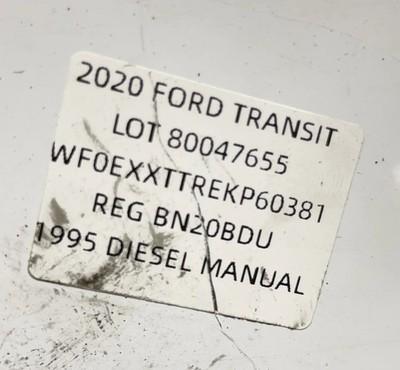 2020 FORD TRANSIT
LOT 80047655
WF0EXXTTREKP60381
REG BN20BDU
1995 DIESEL MANUAL